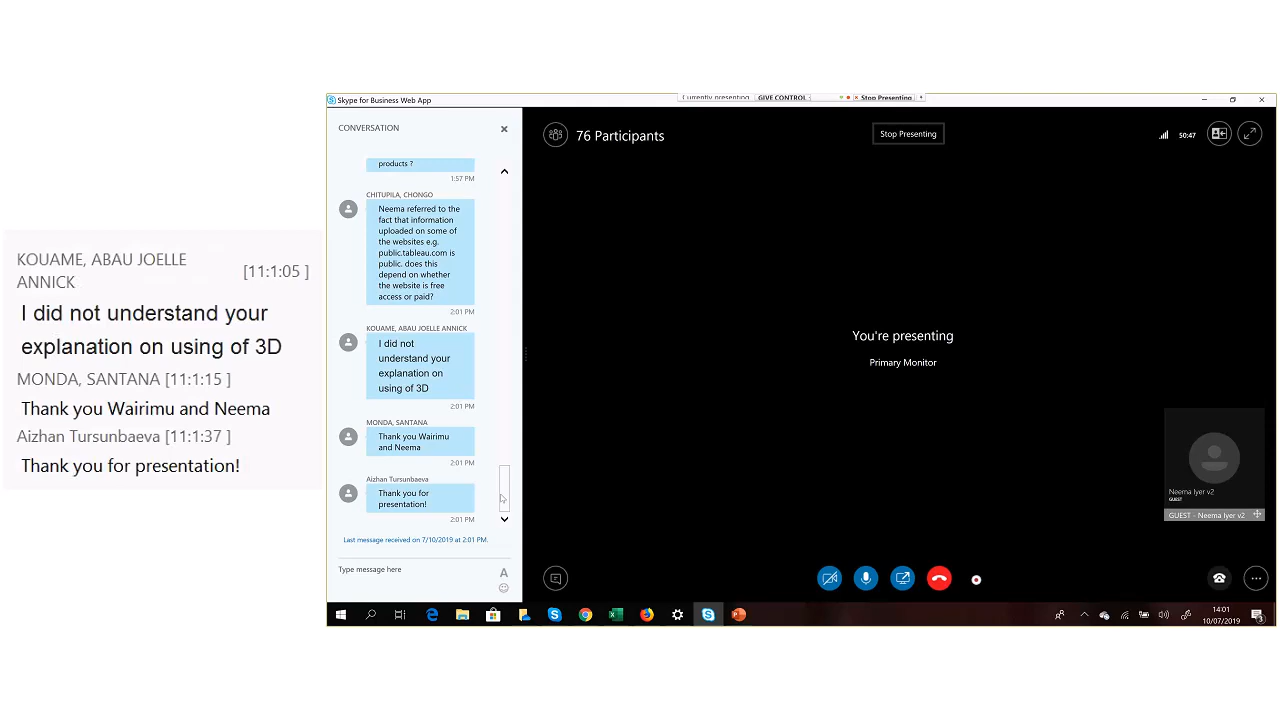 KOUAME, ABAU JOELLE
ANNICK
[11:1:05 ]
I did not understand your
explanation on using of 3D
MONDA, SANTANA [11:1:15 ]
Thank you Wairimu and Neema
Aizhan Tursunbaeva [11:1:37 ]
Thank you for presentation!
Skype for Business Web App
Currently presenting
GIVE CONTROL
Stop Presenting
CONVERSATION
products ?
1:57 PM
CHITUPILA, CHONGO
Neema referred to the
fact that information
uploaded on some of
the websites e.g.
public.tableau.com is
public. does this
depend on whether
the website is free
access or paid?
2:01 PM
KOUAME, ABAU JOELLE ANNICK
I did not
understand your
explanation on
using of 3D
2:01 PM
MONDA, SANTANA
Thank you Wairimu
and Neema
2:01 PM
Aizhan Tursunbaeva
Thank you for
presentation!
2:01 PM
Last message received on 7/10/2019 at 2:01 PM.
Type message here
A
76 Participants
Stop Presenting
50:47
You're presenting
Primary Monitor
Neema Iyer v2
GUEST
GUEST - Neema Iyer v2
14:01
10/07/2019
3